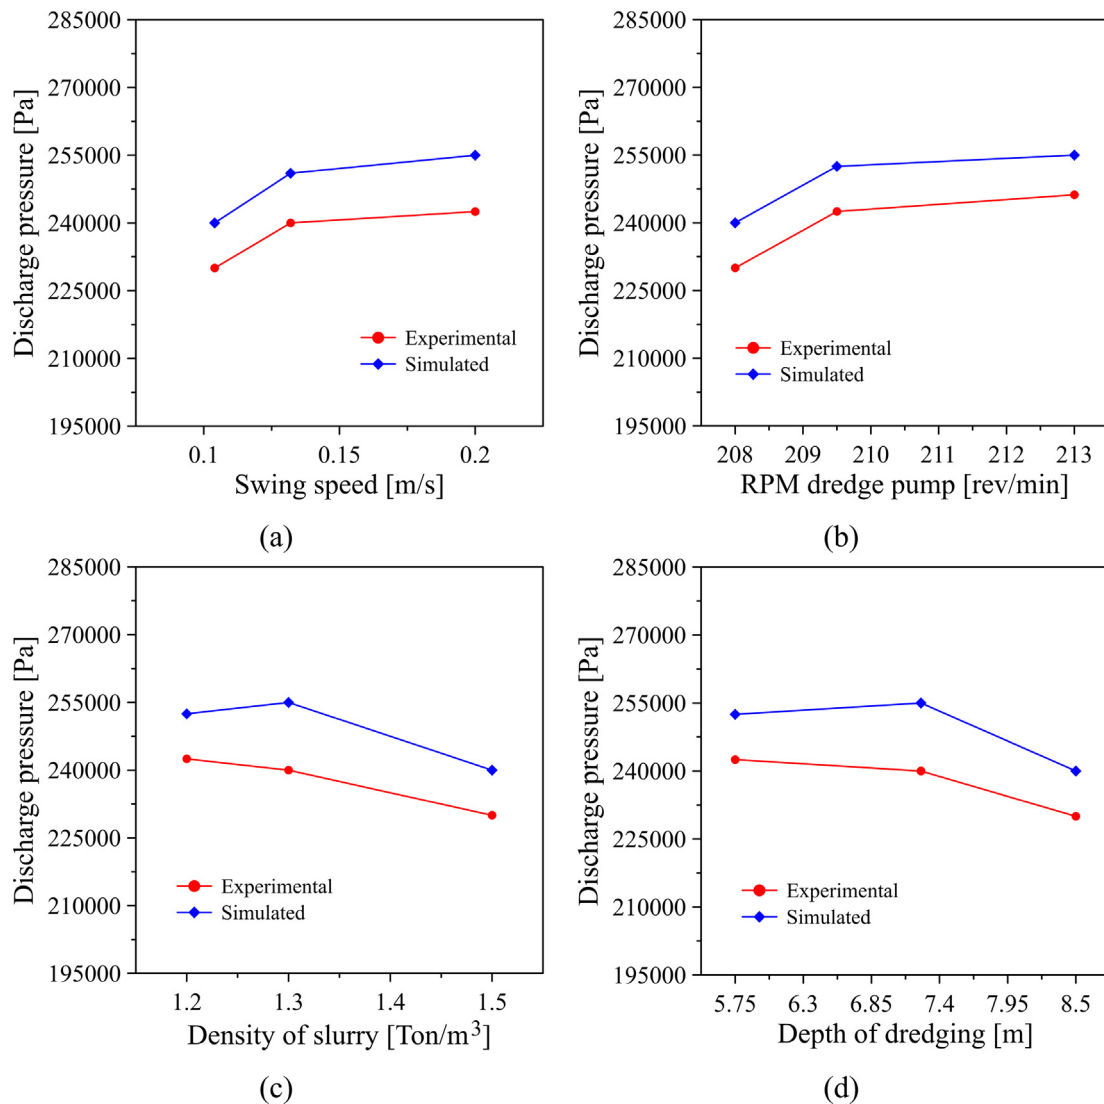 285000
270000
255000
240000
225000
210000
195000
Discharge pressure [Pa]
Experimental
Simulated
0.1 0.15 0.2
Swing speed [m/s]
(a)
285000
270000
255000
240000
225000
210000
195000
Discharge pressure [Pa]
Experimental
Simulated
208 209 210 211 212 213
RPM dredge pump [rev/min]
(b)
285000
270000
255000
240000
225000
210000
195000
Discharge pressure [Pa]
Experimental
Simulated
1.2 1.3 1.4 1.5
Density of slurry [Ton/m³]
(c)
285000
270000
255000
240000
225000
210000
195000
Discharge pressure [Pa]
Experimental
Simulated
5.75 6.3 6.85 7.4 7.95 8.5
Depth of dredging [m]
(d)